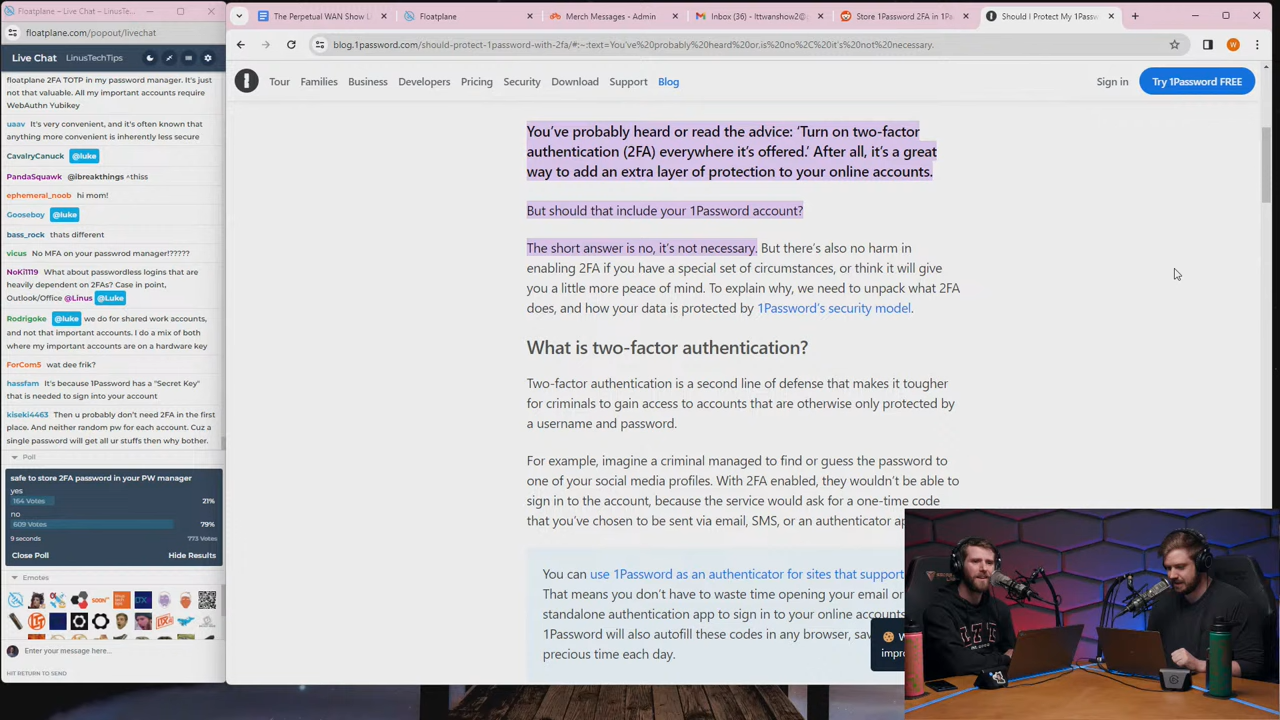 Floatplane - Live Chat – LinusTechTips
floatplane.com/popout/livechat
Live Chat LinusTechTips
floatplane 2FA TOTP in my password manager. It's just
not that valuable. All my important accounts require
WebAuthn Yubikey
uaav It's very convenient, and it's often known that
anything more convenient is inherently less secure
CavalryCanuck @luke
PandaSquawk @ibreakthings ^thiss
ephemeral_noob hi mom!
Gooseboy @luke
bass_rock thats different
vicus No MFA on your password manager!?????
NoKi1119 What about passwordless logins that are
heavily dependent on 2FAs? Case in point,
Outlook/Office @Linus @Luke
Rodrigoke @luke we do for shared work accounts,
and not that important accounts. I do a mix of both
where my important accounts are on a hardware key
ForCom5 wat dee frik?
hassfam It's because 1Password has a "Secret Key"
that is needed to sign into your account
kiseki4463 Then u probably don't need 2FA in the first
place. And neither random pw for each account. Cuz a
single password will get all ur stuffs then why bother.
Poll
safe to store 2FA password in your PW manager
yes
164 Votes 21%
no
609 Votes 79%
9 seconds 773 Votes
Close Poll Hide Results
Emotes
Enter your message here...
HIT RETURN TO SEND
The Perpetual WAN Show L
Floatplane
Merch Messages - Admin
Inbox (36) - lttwanshow2@g
Store 1Password 2FA in 1Pa
Should I Protect My 1Passw
blog.1password.com/should-protect-1password-with-2fa/#:~:text=You've%20probably%20heard%20or,is%20no%2C%20it's%20not%20necessary.
Tour Families Business Developers Pricing Security Download Support Blog Sign in Try 1Password FREE
You've probably heard or read the advice: 'Turn on two-factor
authentication (2FA) everywhere it's offered.' After all, it's a great
way to add an extra layer of protection to your online accounts.
But should that include your 1Password account?
The short answer is no, it's not necessary. But there's also no harm in
enabling 2FA if you have a special set of circumstances, or think it will give
you a little more peace of mind. To explain why, we need to unpack what 2FA
does, and how your data is protected by 1Password's security model.
What is two-factor authentication?
Two-factor authentication is a second line of defense that makes it tougher
for criminals to gain access to accounts that are otherwise only protected by
a username and password.
For example, imagine a criminal managed to find or guess the password to
one of your social media profiles. With 2FA enabled, they wouldn't be able to
sign in to the account, because the service would ask for a one-time code
that you've chosen to be sent via email, SMS, or an authenticator ap
You can use 1Password as an authenticator for sites that support
That means you don't have to waste time opening your email or
standalone authentication app to sign in to your online accounts
1Password will also autofill these codes in any browser, sav
precious time each day.
W
impro